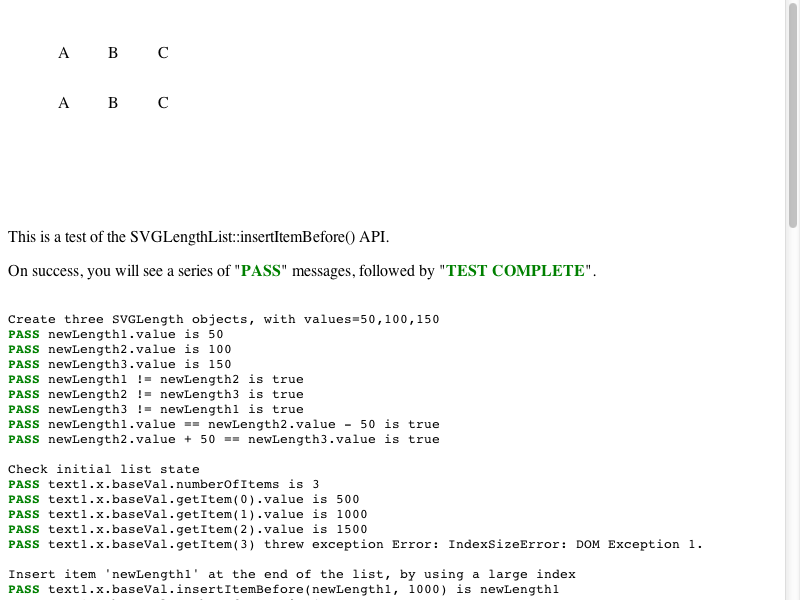 A B C
A B C
This is a test of the SVGLengthList::insertItemBefore() API.
On success, you will see a series of "PASS" messages, followed by "TEST COMPLETE".
Create three SVGLength objects, with values=50,100,150
PASS newLength1.value is 50
PASS newLength2.value is 100
PASS newLength3.value is 150
PASS newLength1 != newLength2 is true
PASS newLength2 != newLength3 is true
PASS newLength3 != newLength1 is true
PASS newLength1.value == newLength2.value - 50 is true
PASS newLength2.value + 50 == newLength3.value is true
Check initial list state
PASS text1.x.baseVal.numberOfItems is 3
PASS text1.x.baseVal.getItem(0).value is 500
PASS text1.x.baseVal.getItem(1).value is 1000
PASS text1.x.baseVal.getItem(2).value is 1500
PASS text1.x.baseVal.getItem(3) threw exception Error: IndexSizeError: DOM Exception 1.
Insert item 'newLength1' at the end of the list, by using a large index
PASS text1.x.baseVal.insertItemBefore(newLength1, 1000) is newLength1